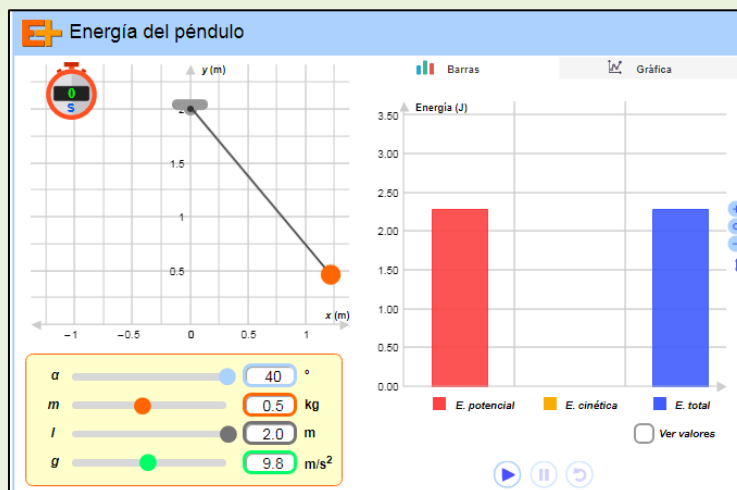 E+ Energía del péndulo
0
s
y (m)
1.5
1
0.5
x (m)
−1 −0.5 0 0.5 1
α 40 °
m 0.5 kg
l 2.0 m
g 9.8 m/s²
Barras Gráfica
Energía (J)
3.50
3.00
2.50
2.00
1.50
1.00
0.50
0.00
E. potencial E. cinética E. total
Ver valores